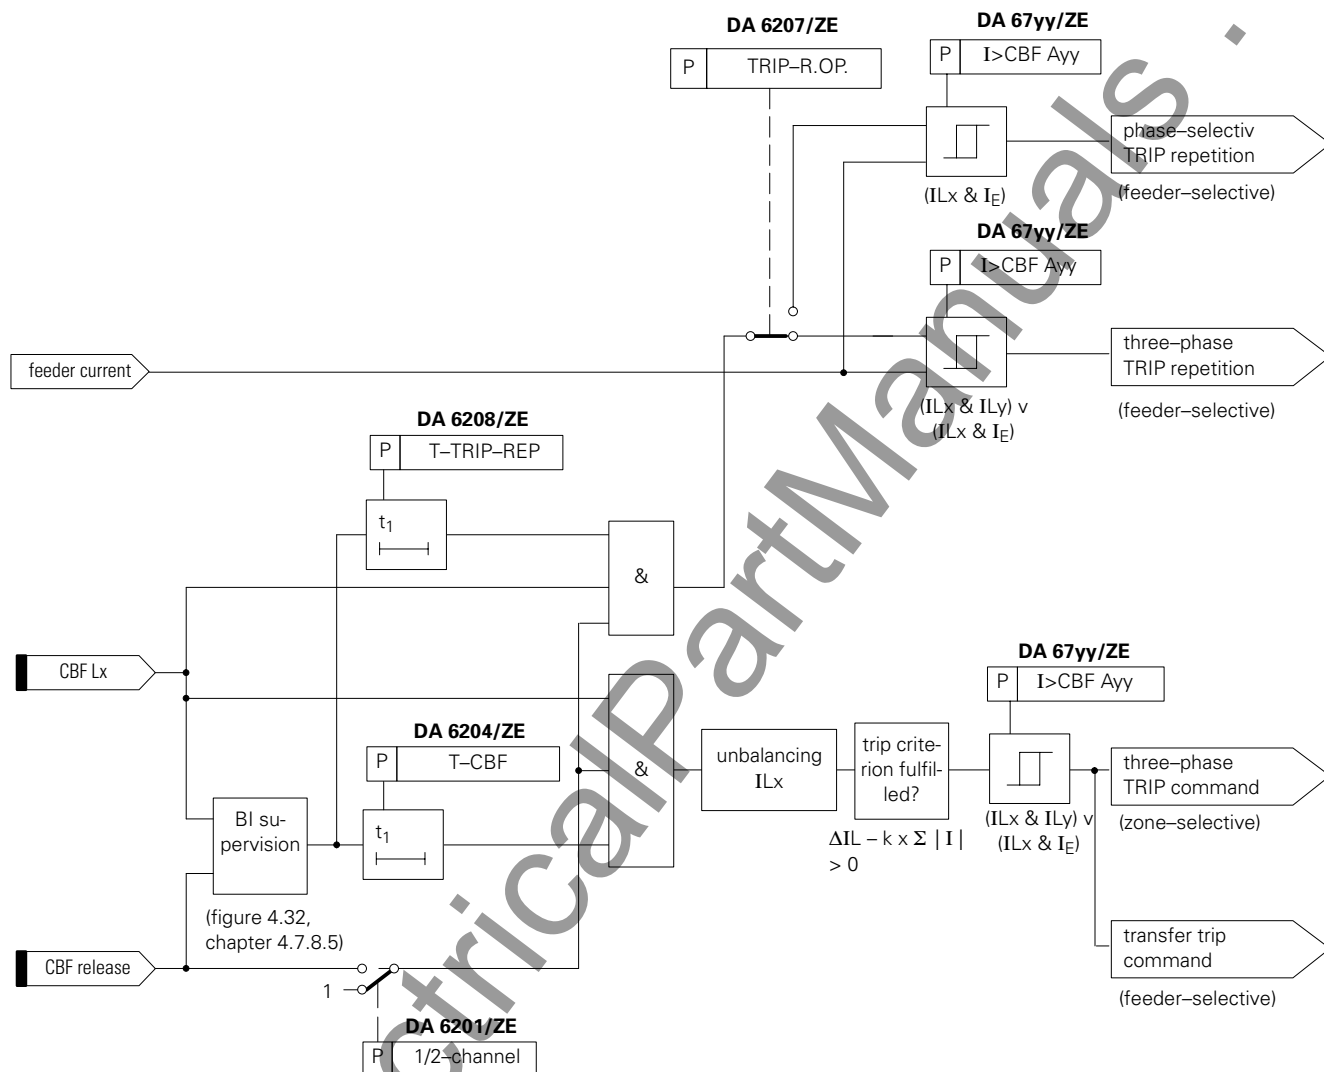 DA 6207/ZE
P TRIP–R.OP.
DA 67yy/ZE
P I>CBF Ayy
(ILx & IE)
phase–selectiv
TRIP repetition
(feeder–selective)
DA 67yy/ZE
P I>CBF Ayy
(ILx & ILy) v
(ILx & IE)
three–phase
TRIP repetition
(feeder–selective)
feeder current
DA 6208/ZE
P T–TRIP–REP
t1
&
CBF Lx
DA 6204/ZE
P T–CBF
t1
&
BI su-
pervision
(figure 4.32,
chapter 4.7.8.5)
unbalancing
ILx
trip crite-
rion fulfil-
led?
ΔIL – k x Σ | I |
> 0
DA 67yy/ZE
P I>CBF Ayy
(ILx & ILy) v
(ILx & IE)
three–phase
TRIP command
(zone–selective)
transfer trip
command
(feeder–selective)
CBF release
1
DA 6201/ZE
P 1/2–channel
ctricalPartManuals .